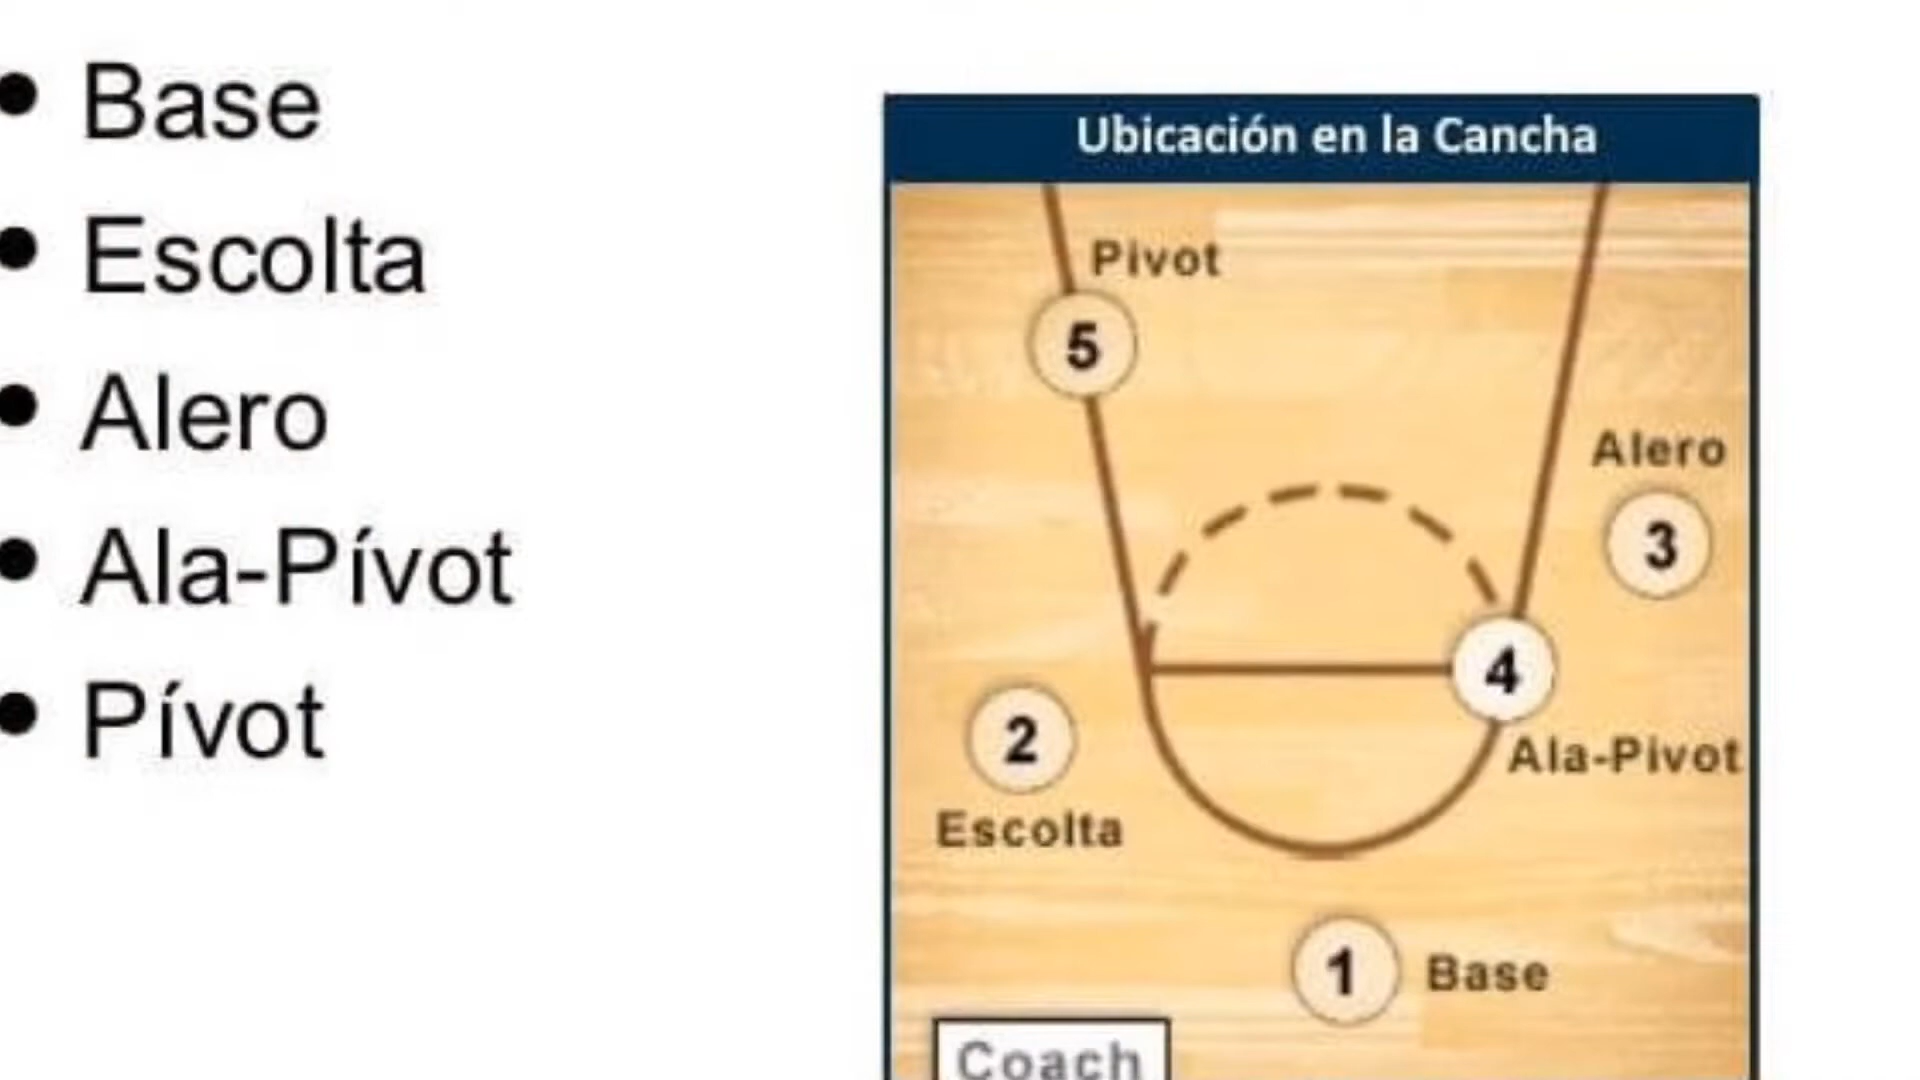 • Base
• Escolta
• Alero
• Ala-Pívot
• Pívot
Ubicación en la Cancha
Pivot
5
Alero
3
4
Ala-Pivot
2
Escolta
1 Base
Coach